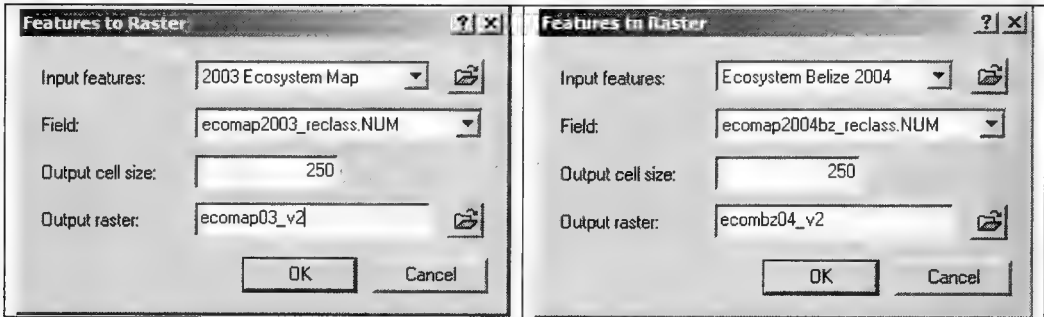 Features to Raster
Input features: 2003 Ecosystem Map
Field: ecomap2003_reclass.NUM
Output cell size: 250
Output raster: ecomap03_v2
OK Cancel
Features to Raster
Input features: Ecosystem Belize 2004
Field: ecomap2004bz_reclass.NUM
Output cell size: 250
Output raster: ecombz04_v2
OK Cancel